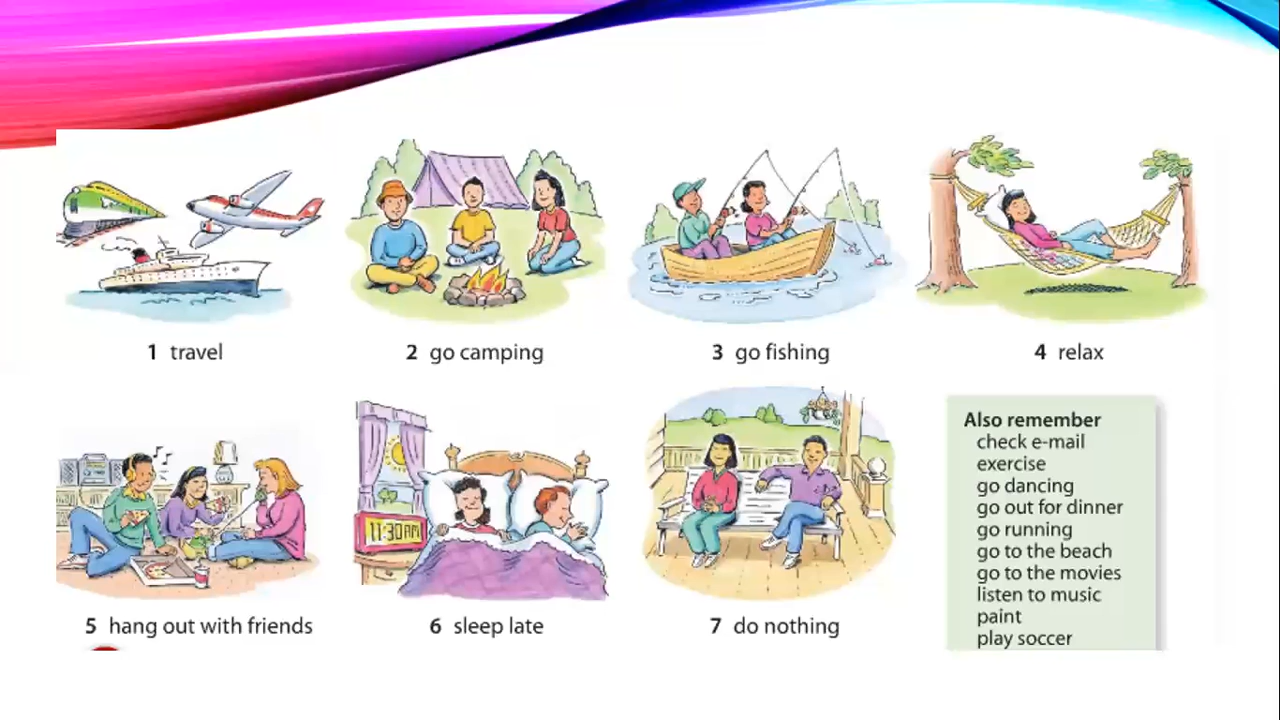 1 travel
2 go camping
3 go fishing
4 relax
11:30AM
5 hang out with friends
6 sleep late
7 do nothing
Also remember
check e-mail
exercise
go dancing
go out for dinner
go running
go to the beach
go to the movies
listen to music
paint
play soccer